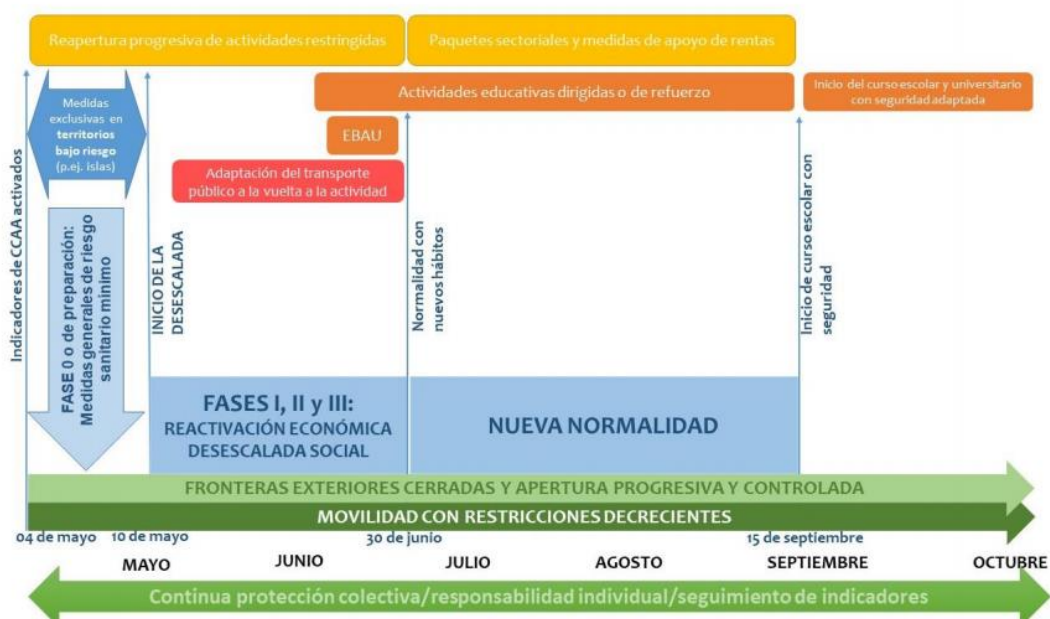 Reapertura progresiva de actividades restringidas
Paquetes sectoriales y medidas de apoyo de rentas
Actividades educativas dirigidas o de refuerzo
Inicio del curso escolar y universitario
con seguridad adaptada
Medidas
exclusivas en
territorios
bajo riesgo
(p.ej. islas)
EBAU
Adaptación del transporte
público a la vuelta a la actividad
Indicadores de CCAA activados
FASE 0 o de preparación:
Medidas generales de riesgo
sanitario mínimo
INICIO DE LA
DESESCALADA
Normalidad con
nuevos hábitos
Inicio de curso escolar con
seguridad
FASES I, II y III:
REACTIVACIÓN ECONÓMICA
DESESCALADA SOCIAL
NUEVA NORMALIDAD
FRONTERAS EXTERIORES CERRADAS Y APERTURA PROGRESIVA Y CONTROLADA
MOVILIDAD CON RESTRICCIONES DECRECIENTES
04 de mayo 10 de mayo 30 de junio 15 de septiembre
MAYO JUNIO JULIO AGOSTO SEPTIEMBRE OCTUBRE
Continua protección colectiva/responsabilidad individual/seguimiento de indicadores